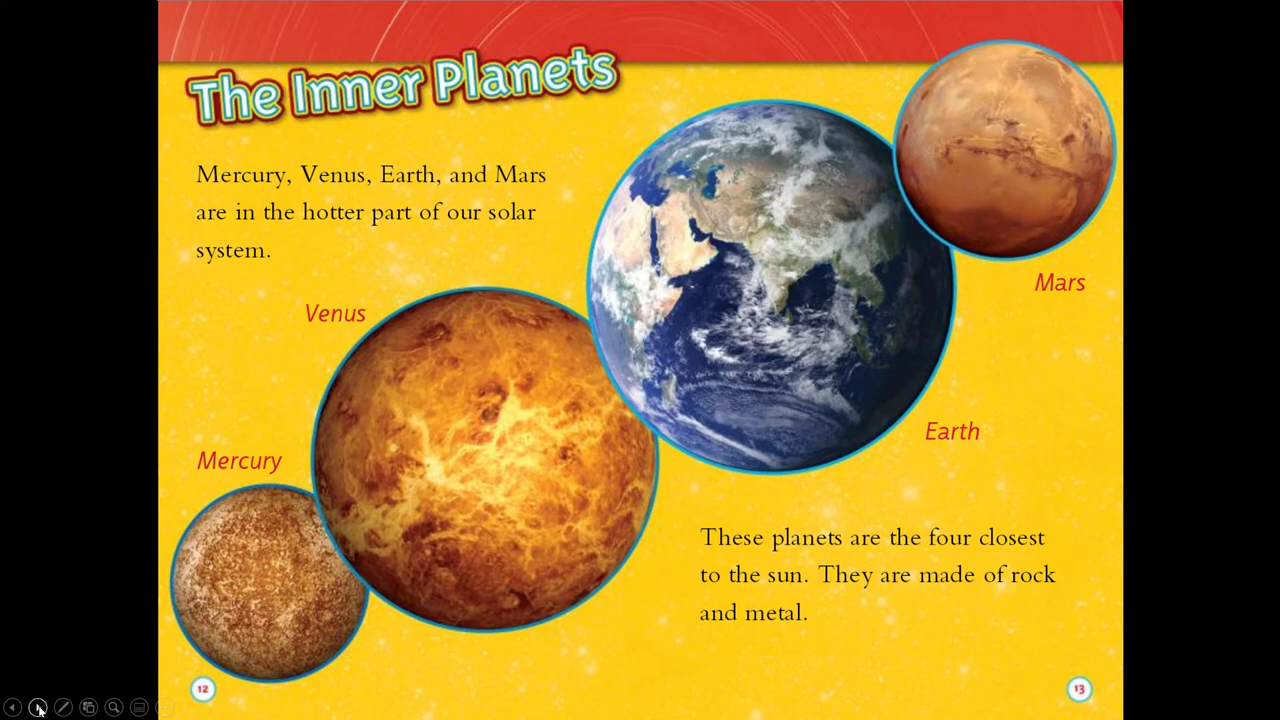 The Inner Planets
Mercury, Venus, Earth, and Mars
are in the hotter part of our solar
system.
Venus
Mercury
Mars
Earth
These planets are the four closest
to the sun. They are made of rock
and metal.
12
13